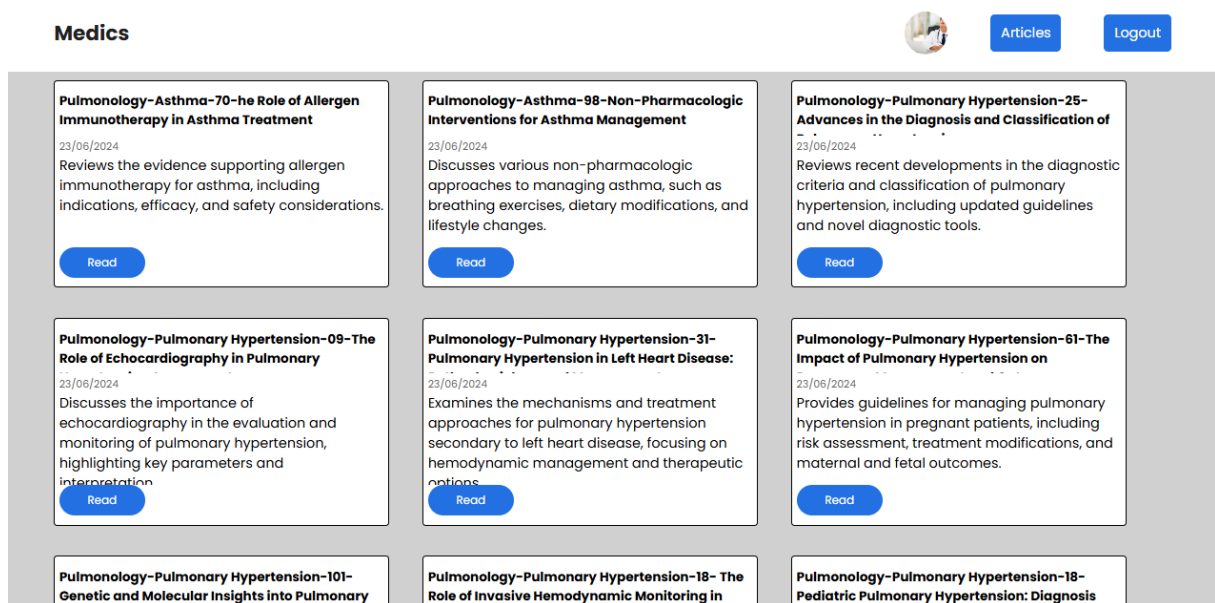 Medics
Articles
Logout
Pulmonology-Asthma-70-he Role of Allergen
Immunotherapy in Asthma Treatment
23/06/2024
Reviews the evidence supporting allergen
immunotherapy for asthma, including
indications, efficacy, and safety considerations.
Read
Pulmonology-Asthma-98-Non-Pharmacologic
Interventions for Asthma Management
23/06/2024
Discusses various non-pharmacologic
approaches to managing asthma, such as
breathing exercises, dietary modifications, and
lifestyle changes.
Read
Pulmonology-Pulmonary Hypertension-25-
Advances in the Diagnosis and Classification of
23/06/2024
Reviews recent developments in the diagnostic
criteria and classification of pulmonary
hypertension, including updated guidelines
and novel diagnostic tools.
Read
Pulmonology-Pulmonary Hypertension-09-The
Role of Echocardiography in Pulmonary
23/06/2024
Discusses the importance of
echocardiography in the evaluation and
monitoring of pulmonary hypertension,
highlighting key parameters and
interpretation
Read
Pulmonology-Pulmonary Hypertension-31-
Pulmonary Hypertension in Left Heart Disease:
23/06/2024
Examines the mechanisms and treatment
approaches for pulmonary hypertension
secondary to left heart disease, focusing on
hemodynamic management and therapeutic
options
Read
Pulmonology-Pulmonary Hypertension-61-The
Impact of Pulmonary Hypertension on
23/06/2024
Provides guidelines for managing pulmonary
hypertension in pregnant patients, including
risk assessment, treatment modifications, and
maternal and fetal outcomes.
Read
Pulmonology-Pulmonary Hypertension-101-
Genetic and Molecular Insights into Pulmonary
Pulmonology-Pulmonary Hypertension-18- The
Role of Invasive Hemodynamic Monitoring in
Pulmonology-Pulmonary Hypertension-18-
Pediatric Pulmonary Hypertension: Diagnosis